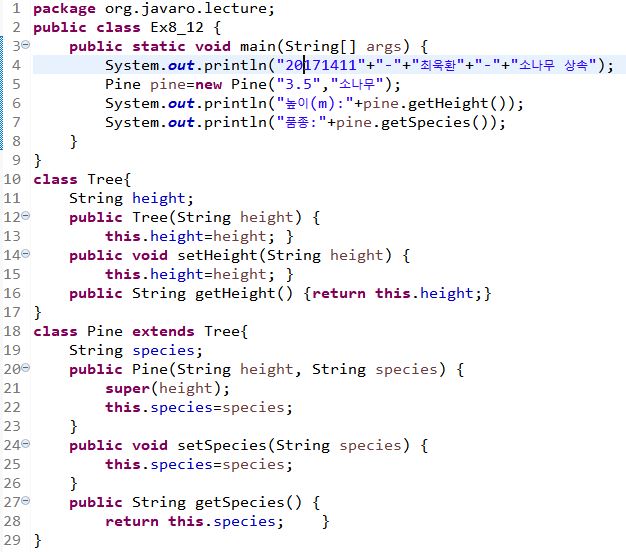 1 package org.javaro.lecture;
2 public class Ex8_12 {
3     public static void main(String[] args) {
4         System.out.println("20171411"+"-"+"최욱환"+"-"+"소나무 상속");
5         Pine pine=new Pine("3.5","소나무");
6         System.out.println("높이(m):"+pine.getHeight());
7         System.out.println("품종:"+pine.getSpecies());
8     }
9 }
10 class Tree{
11     String height;
12     public Tree(String height) {
13         this.height=height; }
14     public void setHeight(String height) {
15         this.height=height; }
16     public String getHeight() {return this.height;}
17 }
18 class Pine extends Tree{
19     String species;
20     public Pine(String height, String species) {
21         super(height);
22         this.species=species;
23     }
24     public void setSpecies(String species) {
25         this.species=species;
26     }
27     public String getSpecies() {
28         return this.species;    }
29 }